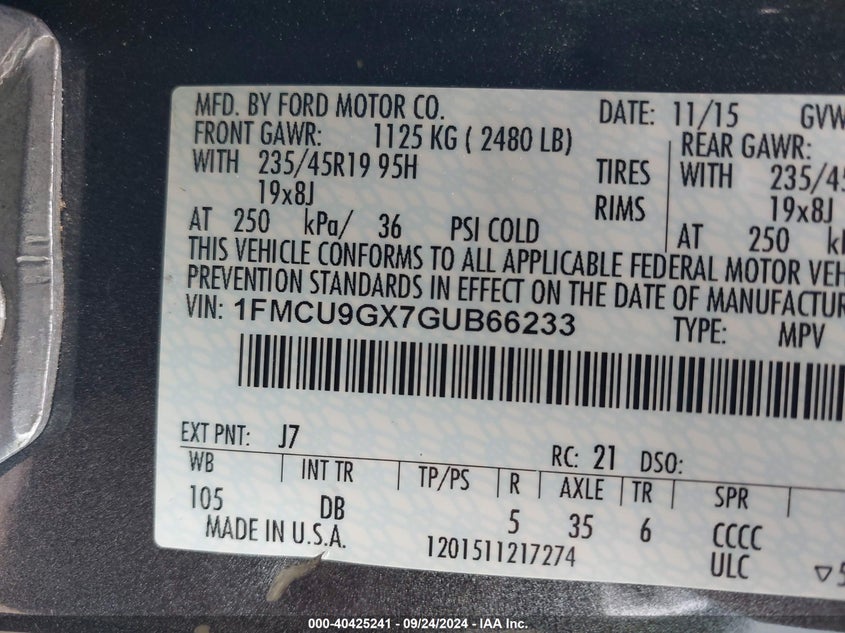 MFD. BY FORD MOTOR CO. DATE: 11/15 GVW
FRONT GAWR: 1125 KG ( 2480 LB) REAR GAWR:
WITH 235/45R19 95H TIRES WITH 235/45
19x8J RIMS 19x8J
AT 250 kPa/ 36 PSI COLD AT 250
THIS VEHICLE CONFORMS TO ALL APPLICABLE FEDERAL MOTOR VEH
PREVENTION STANDARDS IN EFFECT ON THE DATE OF MANUFACTUR
VIN: 1FMCU9GX7GUB66233 TYPE: MPV
EXT PNT: J7 RC: 21 DSO:
WB INT TR TP/PS R AXLE TR SPR
105 DB 5 35 6 CCCC
MADE IN U.S.A. 1201511217274 ULC ▽5
000-40425241 - 09/24/2024 - IAA Inc.